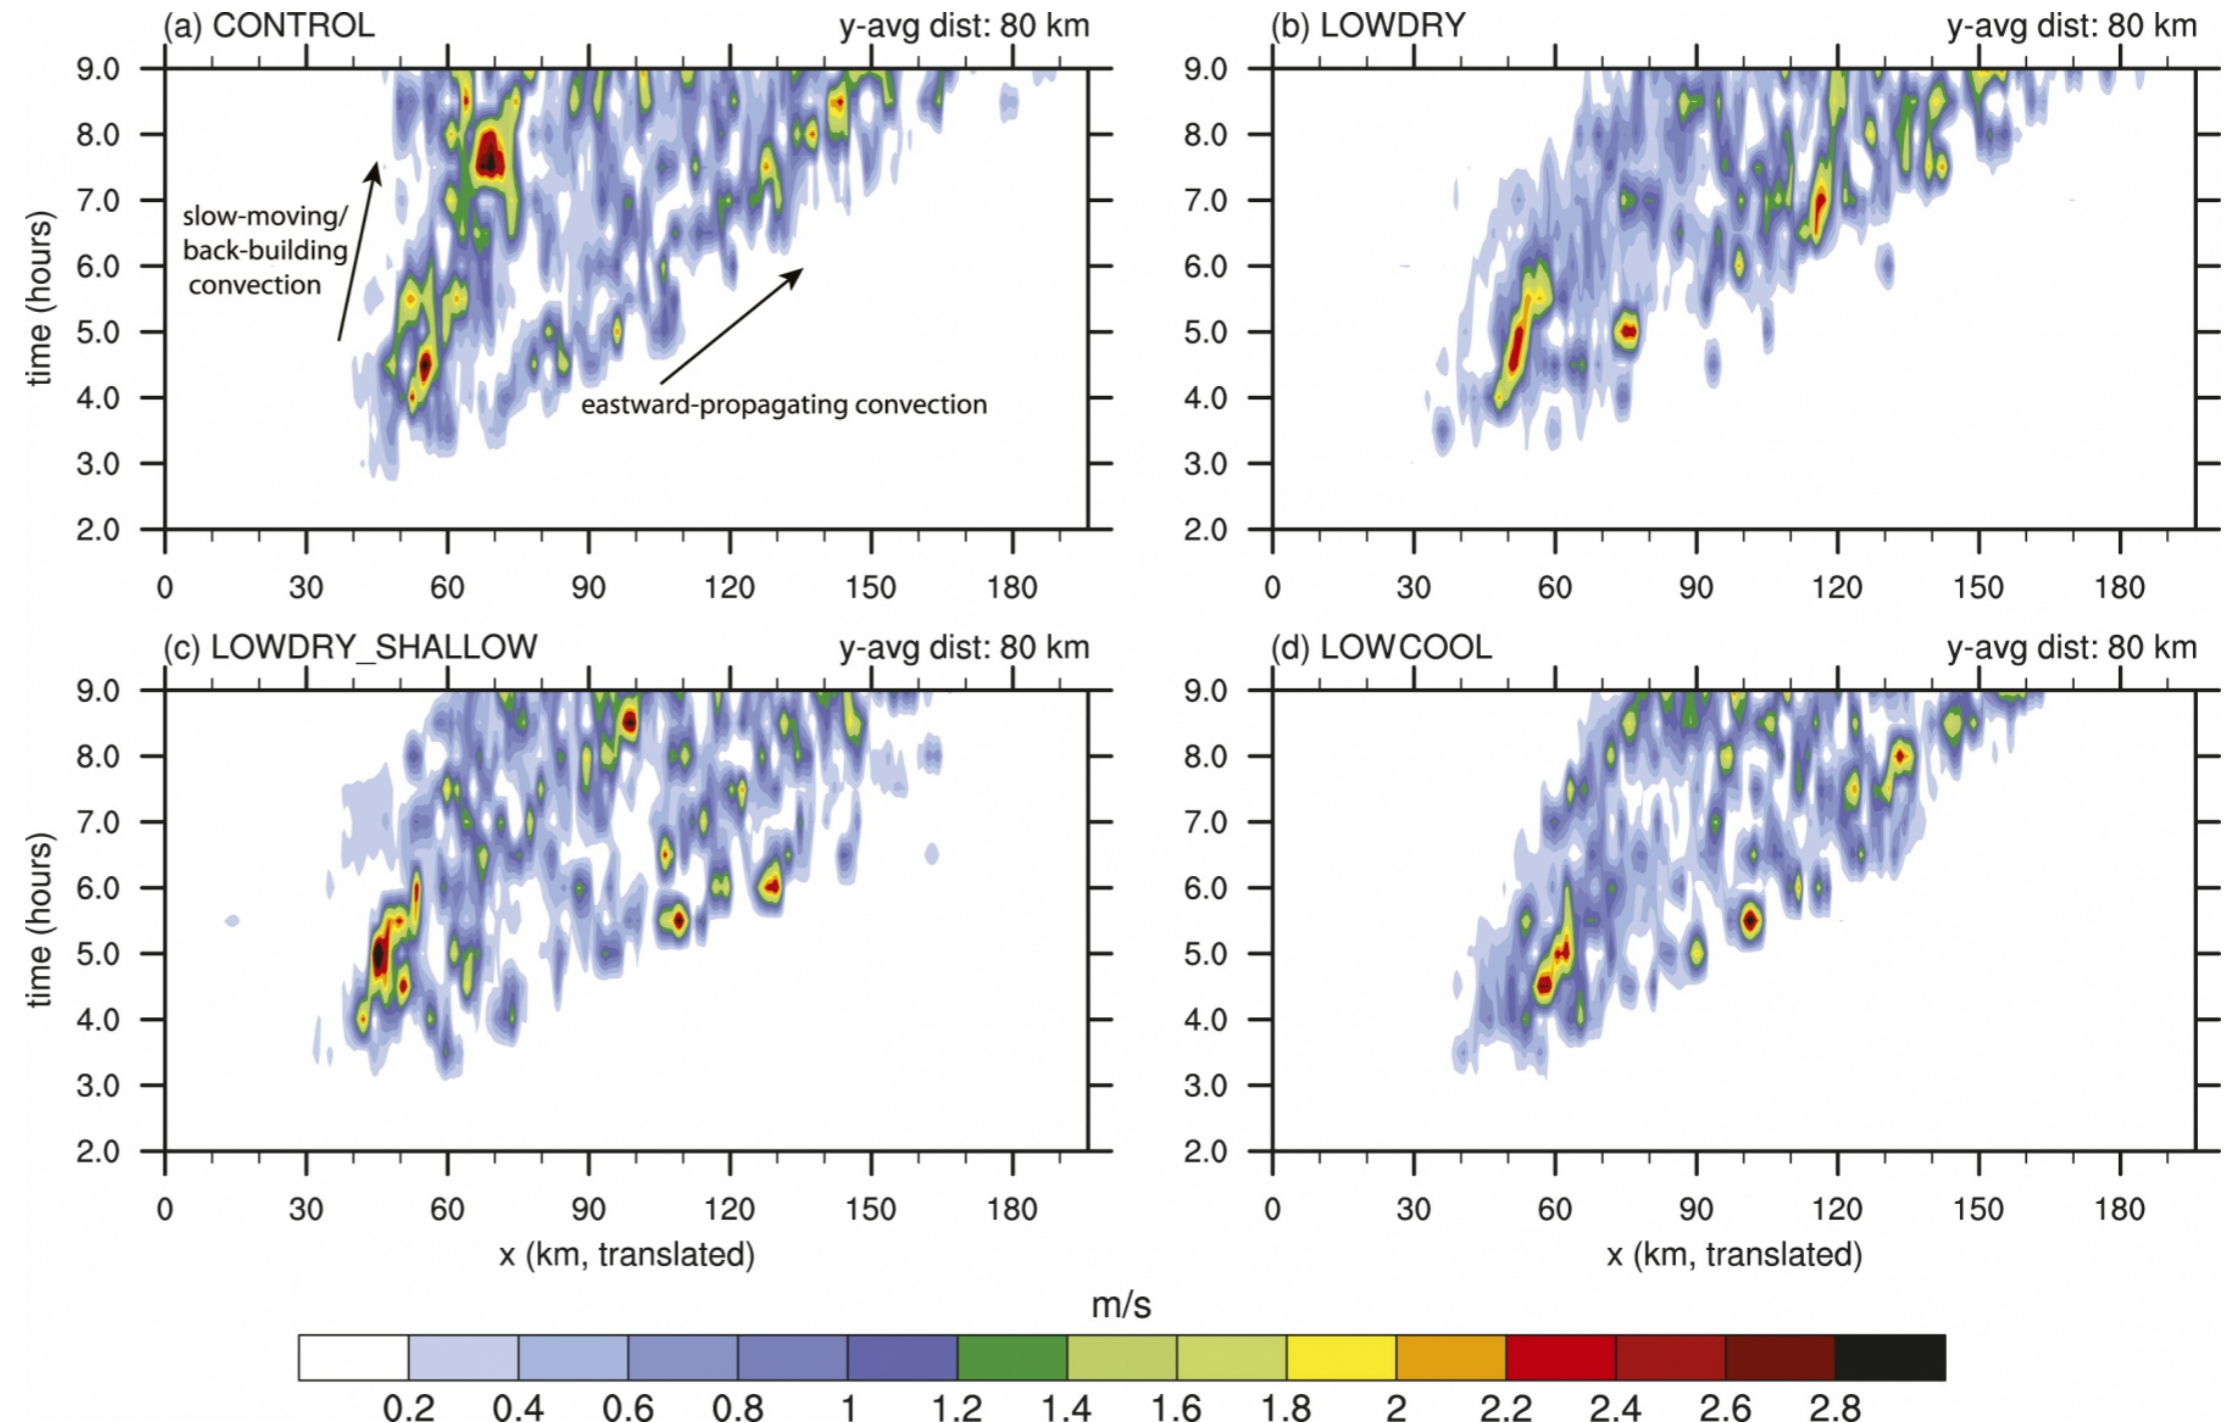 (a) CONTROL y-avg dist: 80 km
(b) LOWDRY y-avg dist: 80 km
9.0
8.0
7.0
6.0
5.0
4.0
3.0
2.0
time (hours)
slow-moving/
back-building
convection
eastward-propagating convection
0 30 60 90 120 150 180
9.0
8.0
7.0
6.0
5.0
4.0
3.0
2.0
0 30 60 90 120 150 180
(c) LOWDRY_SHALLOW y-avg dist: 80 km
(d) LOWCOOL y-avg dist: 80 km
9.0
8.0
7.0
6.0
5.0
4.0
3.0
2.0
time (hours)
0 30 60 90 120 150 180
x (km, translated)
9.0
8.0
7.0
6.0
5.0
4.0
3.0
2.0
0 30 60 90 120 150 180
x (km, translated)
m/s
0.2 0.4 0.6 0.8 1 1.2 1.4 1.6 1.8 2 2.2 2.4 2.6 2.8